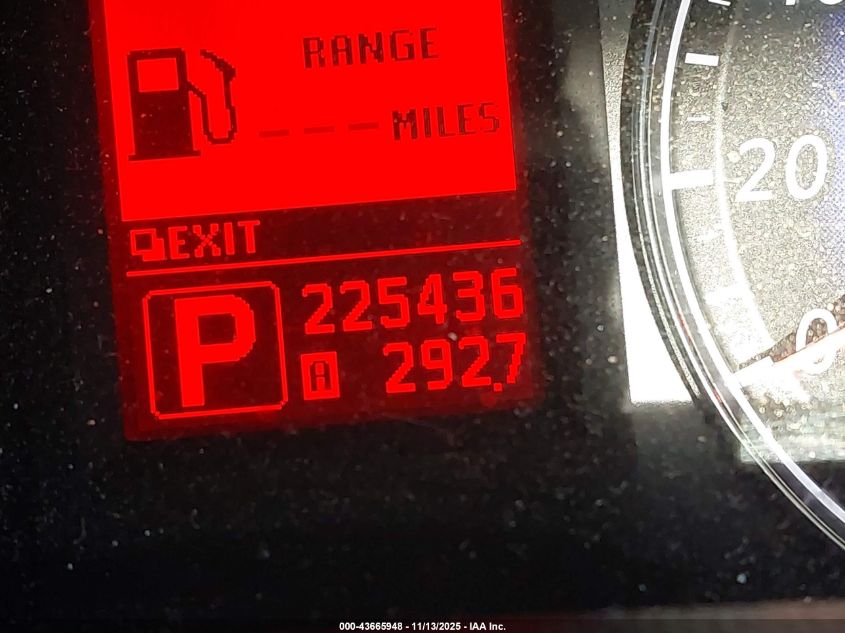 RANGE
--- MILES
EXIT
P
225436
A 292.7
20
0
000-43665948 - 11/13/2025 - IAA Inc.